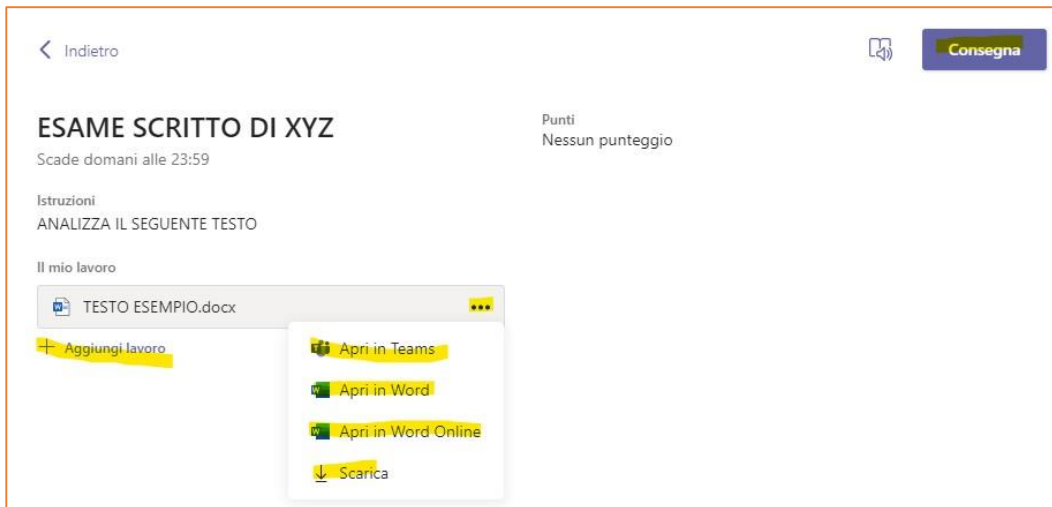 Indietro
Consegna
ESAME SCRITTO DI XYZ
Scade domani alle 23:59
Punti
Nessun punteggio
Istruzioni
ANALIZZA IL SEGUENTE TESTO
Il mio lavoro
TESTO ESEMPIO.docx
+ Aggiungi lavoro
Apri in Teams
Apri in Word
Apri in Word Online
Scarica